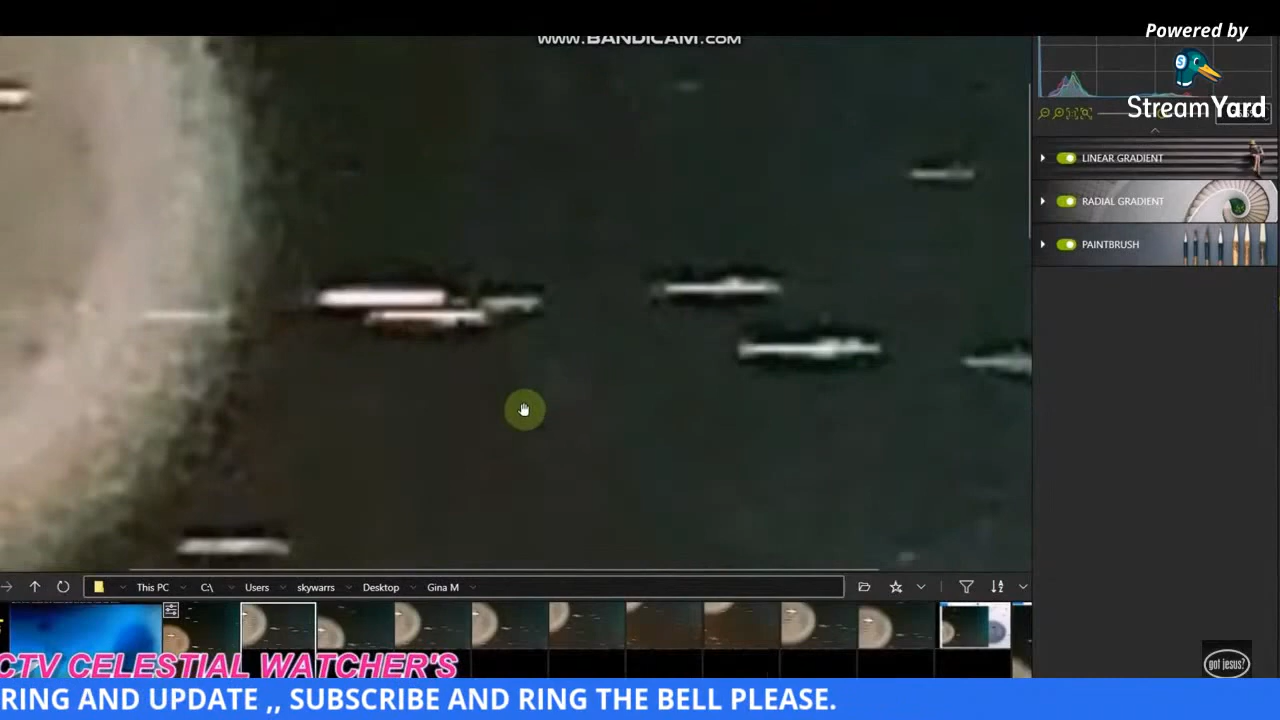 WWW.BANDICAM.COM
Powered by
StreamYard
LINEAR GRADIENT
RADIAL GRADIENT
PAINTBRUSH
This PC
C:\
Users
skywarrs
Desktop
Gina M
CTV CELESTIAL WATCHER'S
got jesus?
RING AND UPDATE ,, SUBSCRIBE AND RING THE BELL PLEASE.